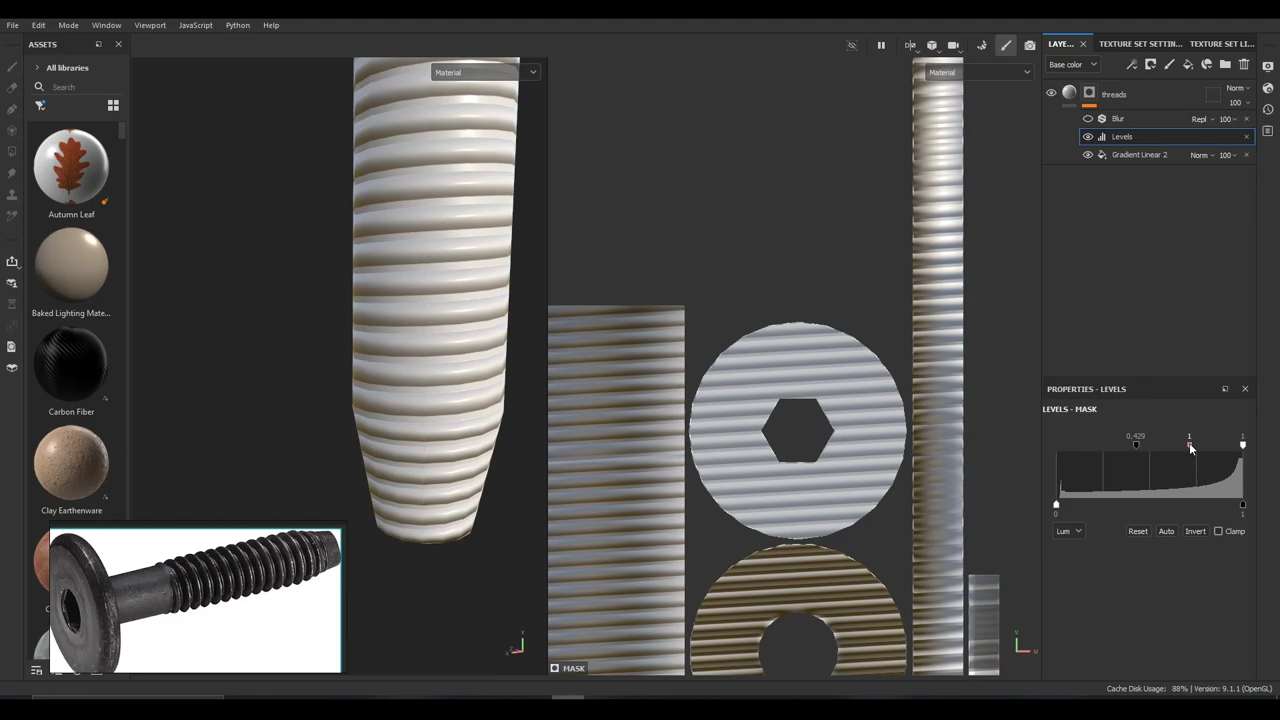 File Edit Mode Window Viewport JavaScript Python Help
ASSETS
All libraries
Search
Autumn Leaf
Baked Lighting Mate...
Carbon Fiber
Clay Earthenware
Material
Material
MASK
LAYE... TEXTURE SET SETTIN... TEXTURE SET LI...
Base color
threads Norm
100
Blur Repl 100
Levels
Gradient Linear 2 Norm 100
PROPERTIES - LEVELS
LEVELS - MASK
0.429 1 1
0 1
Lum Reset Auto Invert Clamp
Cache Disk Usage: 88% | Version: 9.1.1 (OpenGL)